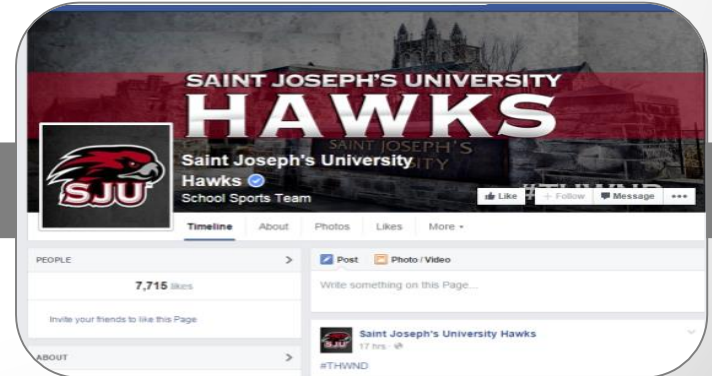 SAINT JOSEPH'S UNIVERSITY
HAWKS
SAINT JOSEPH'S
Saint Joseph's University
Hawks
School Sports Team
SJU
#THWND
Like
+ Follow
Message
Timeline
About
Photos
Likes
More
PEOPLE
>
7,715 likes
Invite your friends to like this Page
ABOUT
>
Post
Photo / Video
Write something on this Page...
SJU
Saint Joseph's University Hawks
17 hrs ·
#THWND